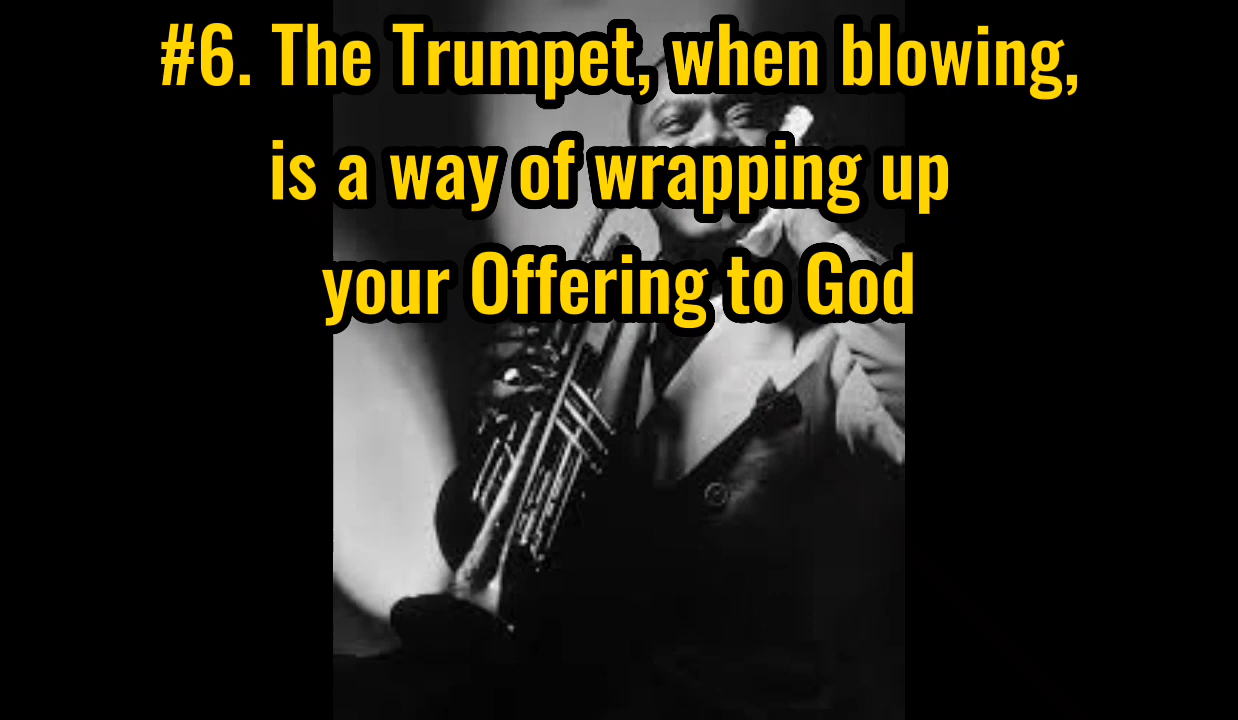 #6. The Trumpet, when blowing,
is a way of wrapping up
your Offering to God